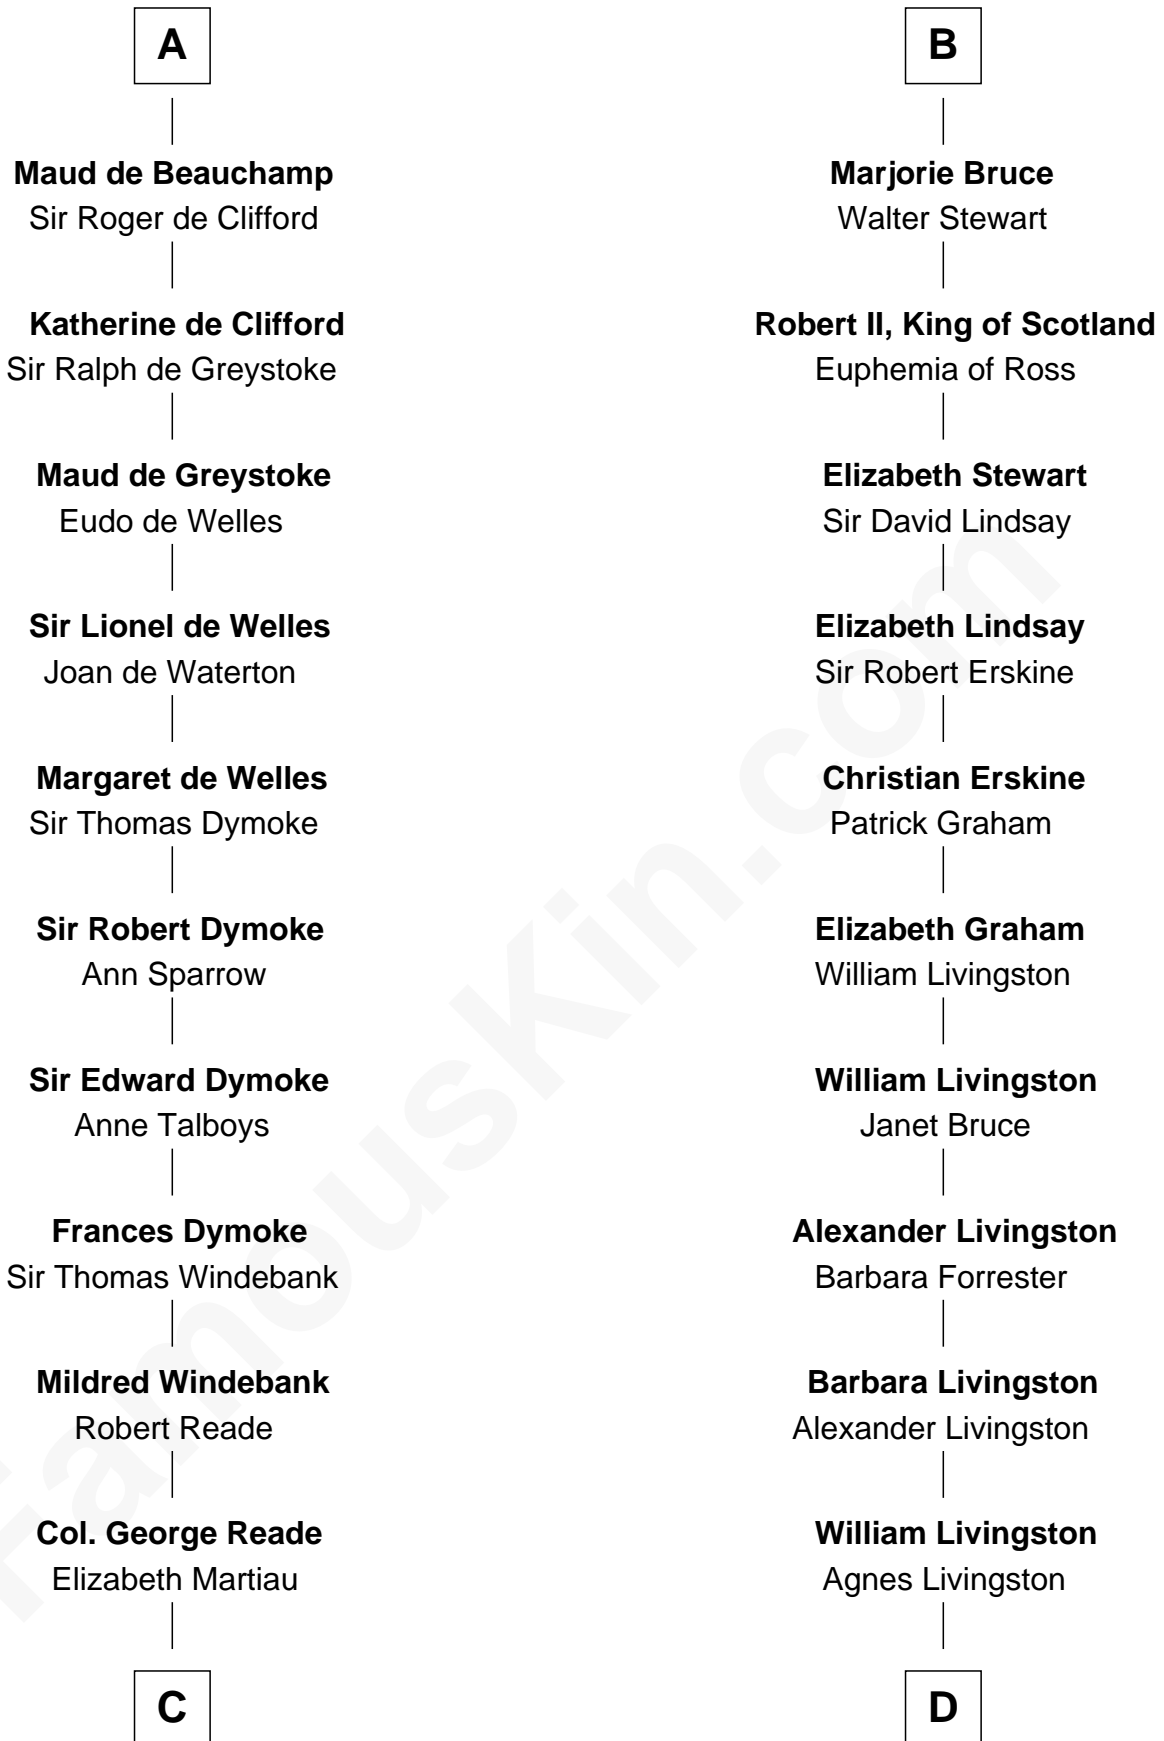 A
Maud de Beauchamp
Sir Roger de Clifford
Katherine de Clifford
Sir Ralph de Greystoke
Maud de Greystoke
Eudo de Welles
Sir Lionel de Welles
Joan de Waterton
Margaret de Welles
Sir Thomas Dymoke
Sir Robert Dymoke
Ann Sparrow
Sir Edward Dymoke
Anne Talboys
Frances Dymoke
Sir Thomas Windebank
Mildred Windebank
Robert Reade
Col. George Reade
Elizabeth Martiau
C
B
Marjorie Bruce
Walter Stewart
Robert II, King of Scotland
Euphemia of Ross
Elizabeth Stewart
Sir David Lindsay
Elizabeth Lindsay
Sir Robert Erskine
Christian Erskine
Patrick Graham
Elizabeth Graham
William Livingston
William Livingston
Janet Bruce
Alexander Livingston
Barbara Forrester
Barbara Livingston
Alexander Livingston
William Livingston
Agnes Livingston
D
FamousKin.com